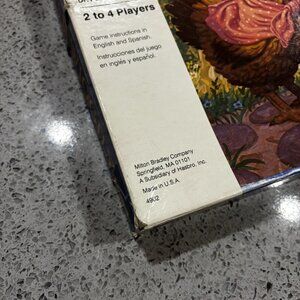 2 to 4 Players
Game instructions in
English and Spanish.
Instrucciones del juego
en inglés y español.
Milton Bradley Company
Springfield, MA 01101
A Subsidiary of Hasbro, Inc.
Made in U.S.A.
4902